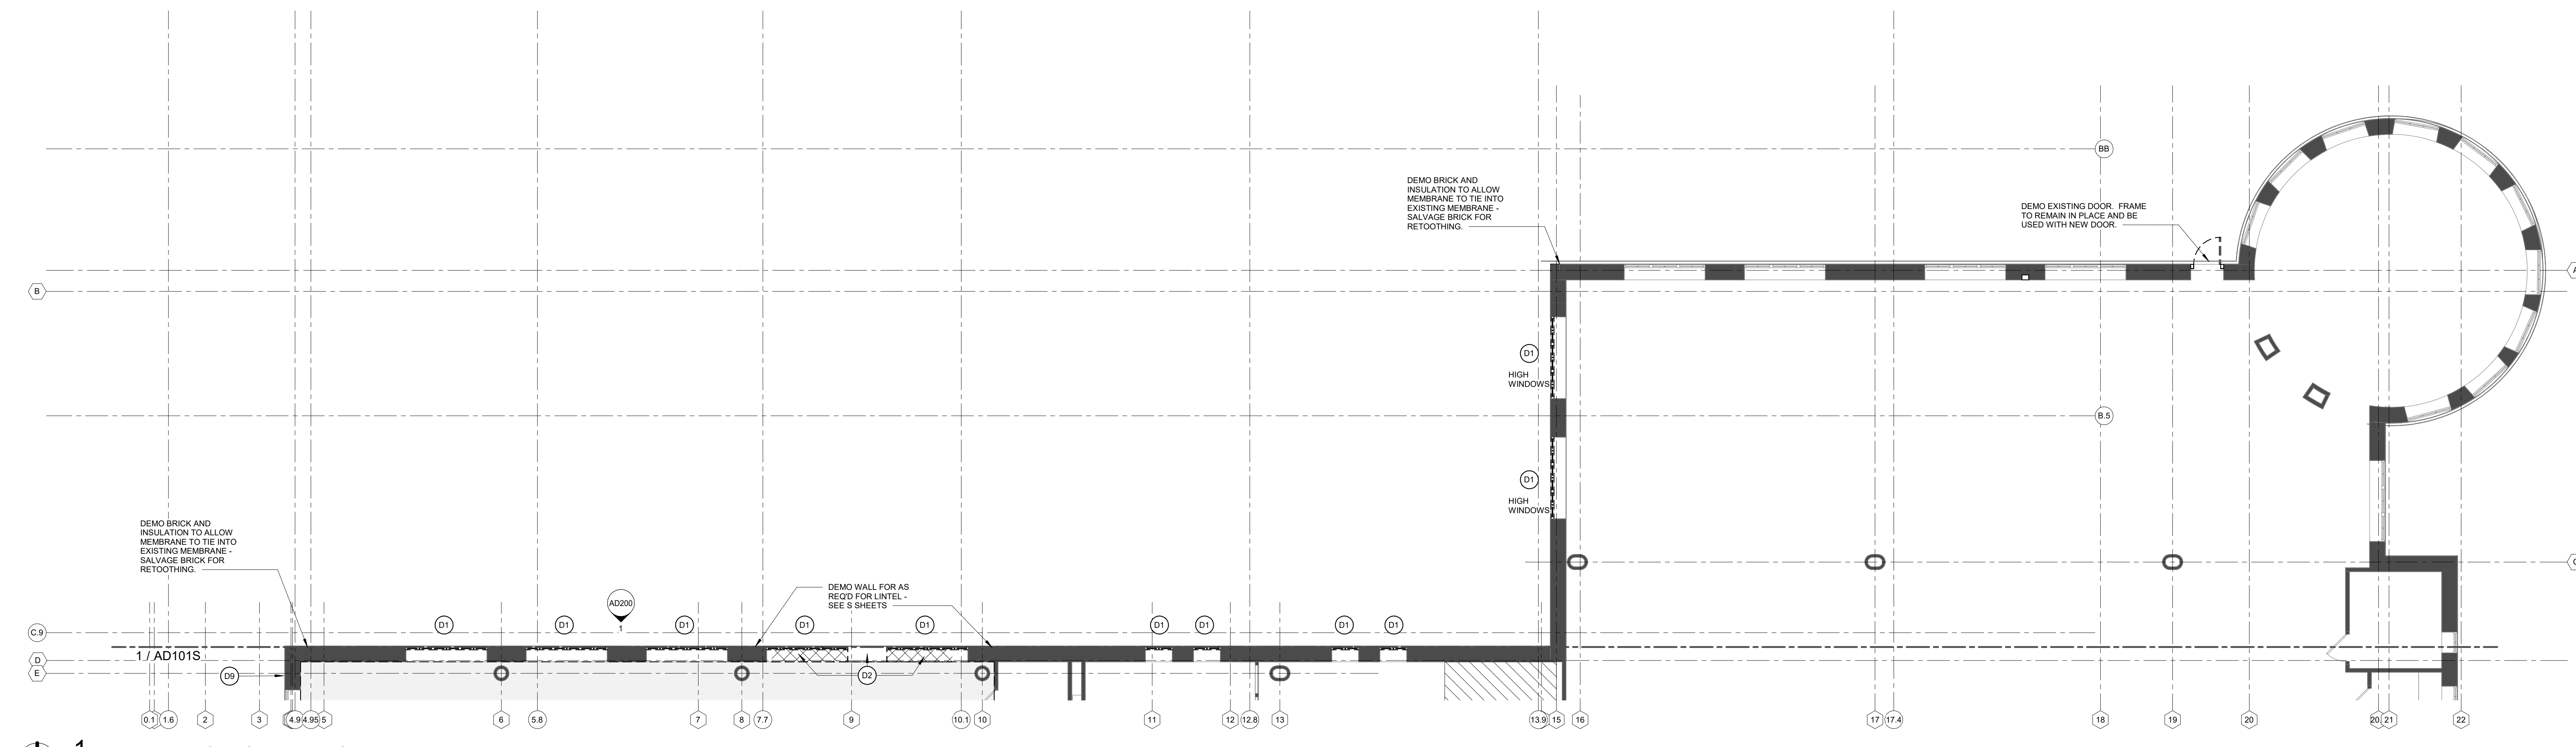 BB
DEMO BRICK AND
INSULATION TO ALLOW
MEMBRANE TO TIE INTO
EXISTING MEMBRANE -
SALVAGE BRICK FOR
RETOOTHING.
DEMO EXISTING DOOR. FRAME
TO REMAIN IN PLACE AND BE
USED WITH NEW DOOR.
B
D1
HIGH
WINDOWS
B.5
D1
HIGH
WINDOWS
DEMO BRICK AND
INSULATION TO ALLOW
MEMBRANE TO TIE INTO
EXISTING MEMBRANE -
SALVAGE BRICK FOR
RETOOTHING.
DEMO WALL FOR AS
REQ'D FOR LINTEL -
SEE S SHEETS
AD200
1
D1 D1 D1 D1 D1 D1 D1 D1 D1
C.9
1 / AD101S
D
E
D9
D2
0.1 1.6 2 3 4.9 4.95 5 6 5.8 7 8 7.7 9 10.1 10 11 12 12.8 13 13.9 15 16 17 17.4 18 19 20 20 21 22
1